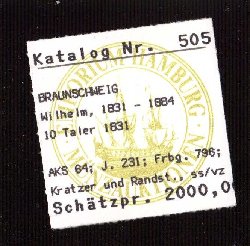 Katalog Nr. 505
BRAUNSCHWEIG
Wilhelm, 1831 - 1884
10 Taler 1831
AKS 64; J. 231; Frbg. 796;
Kratzer und Randst., ss/vz
Schätzpr. 2000,0